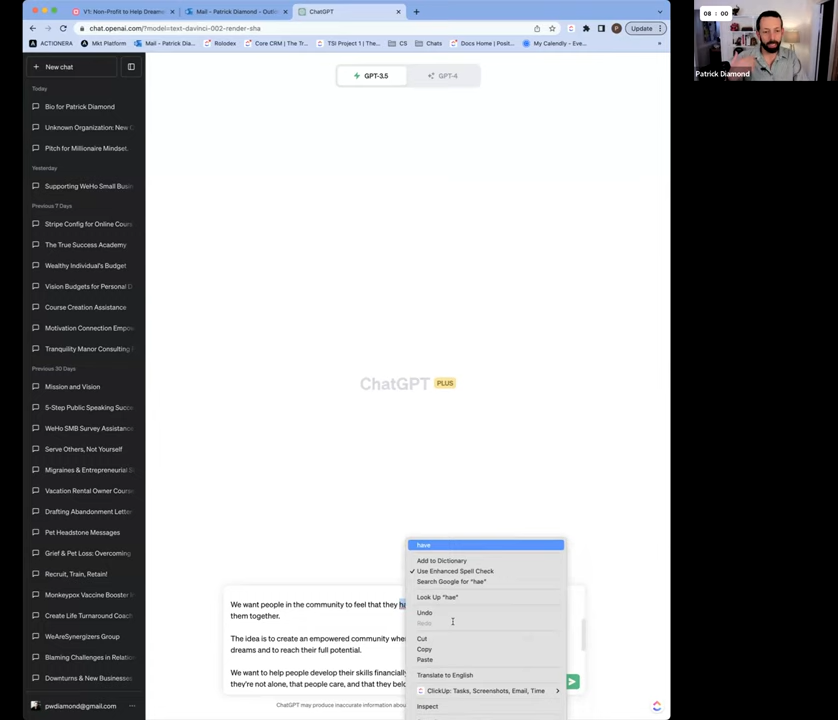 V1: Non-Profit to Help Dreame
Mail - Patrick Diamond - Outlo
ChatGPT
chat.openai.com/?model=text-davinci-002-render-sha
Update
ACTIONERA
Mkt Platform
Mail - Patrick Dia...
Rolodex
Core CRM | The Tr...
TSI Project 1 | The...
CS
Chats
Docs Home | Posit...
My Calendly - Eve...
»
08 : 00
Patrick Diamond
New chat
GPT-3.5
GPT-4
Today
Bio for Patrick Diamond
Unknown Organization: New C
Pitch for Millionaire Mindset.
Yesterday
Supporting WeHo Small Busin
Previous 7 Days
Stripe Config for Online Cours
The True Success Academy
Wealthy Individual's Budget
Vision Budgets for Personal D
Course Creation Assistance
Motivation Connection Empow
Tranquility Manor Consulting F
Previous 30 Days
Mission and Vision
5-Step Public Speaking Succe
WeHo SMB Survey Assistance
Serve Others, Not Yourself
Migraines & Entrepreneurial S
Vacation Rental Owner Course
Drafting Abandonment Letter
Pet Headstone Messages
Grief & Pet Loss: Overcoming
Recruit, Train, Retain!
Monkeypox Vaccine Booster I
Create Life Turnaround Coach
WeAreSynergies Group
Blaming Challenges in Relatio
Downturns & New Businesses
pwdiamond@gmail.com
ChatGPT PLUS
We want people in the community to feel that they ha
them together.
The idea is to create an empowered community whe
dreams and to reach their full potential.
We want to help people develop their skills financially
they're not alone, that people care, and that they belo
ChatGPT may produce inaccurate information abou
have
Add to Dictionary
✓ Use Enhanced Spell Check
Search Google for "hae"
Look Up "hae"
Undo
Redo
Cut
Copy
Paste
Translate to English
ClickUp: Tasks, Screenshots, Email, Time
Inspect